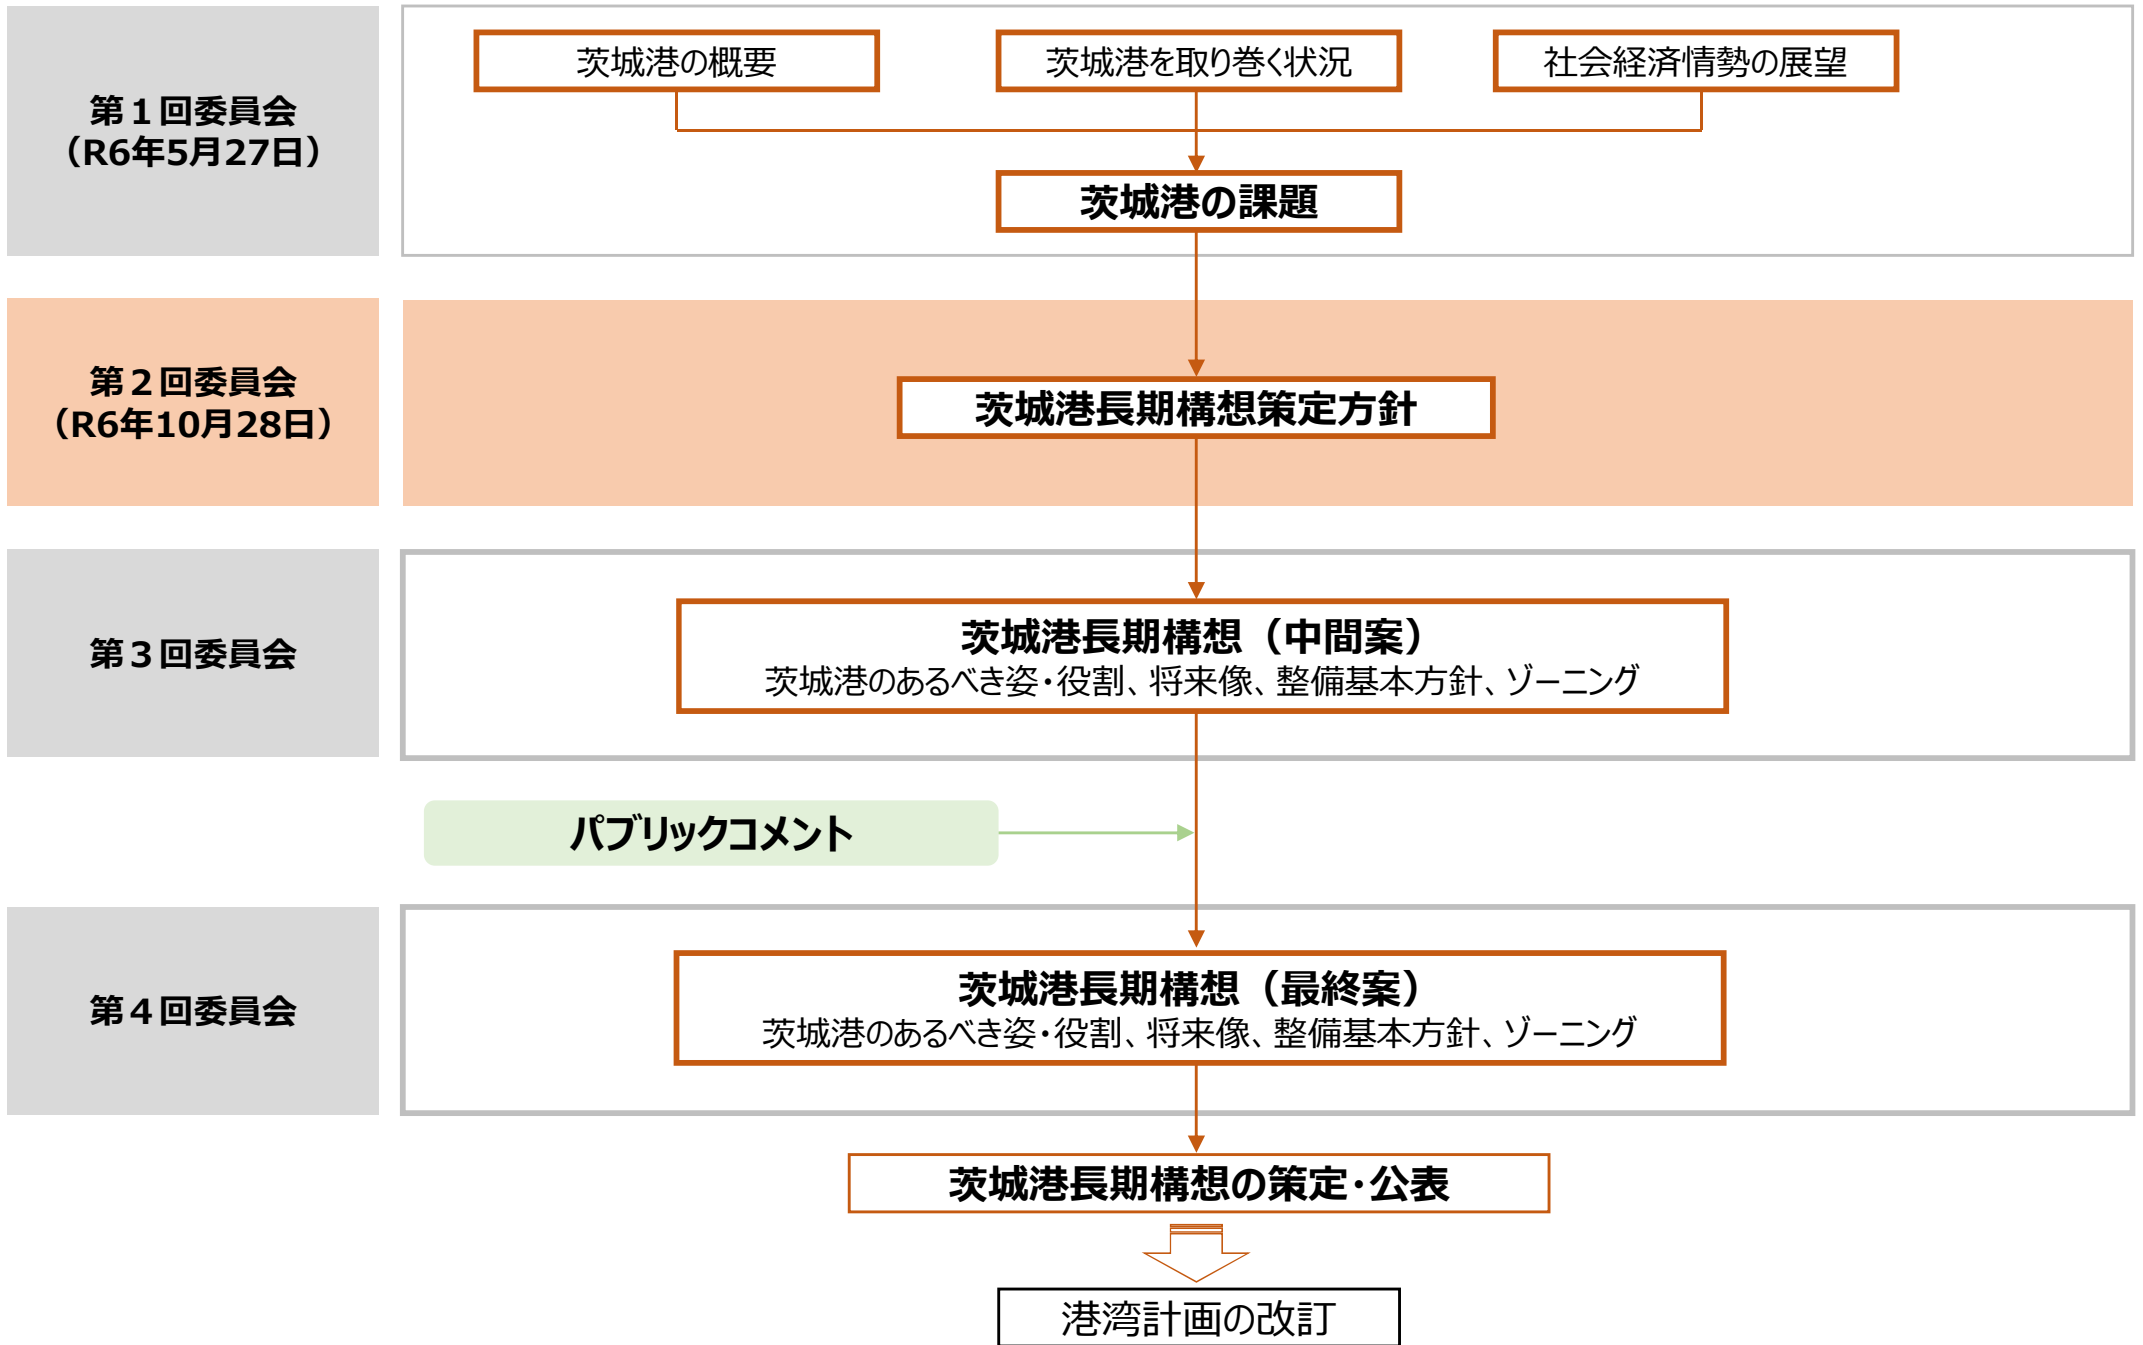 第１回委員会
（R6年5月27日）
茨城港の概要
茨城港を取り巻く状況
社会経済情勢の展望
茨城港の課題
第２回委員会
（R6年10月28日）
茨城港長期構想策定方針
第３回委員会
茨城港長期構想（中間案）
茨城港のあるべき姿・役割、将来像、整備基本方針、ゾーニング
パブリックコメント
第４回委員会
茨城港長期構想（最終案）
茨城港のあるべき姿・役割、将来像、整備基本方針、ゾーニング
茨城港長期構想の策定・公表
港湾計画の改訂